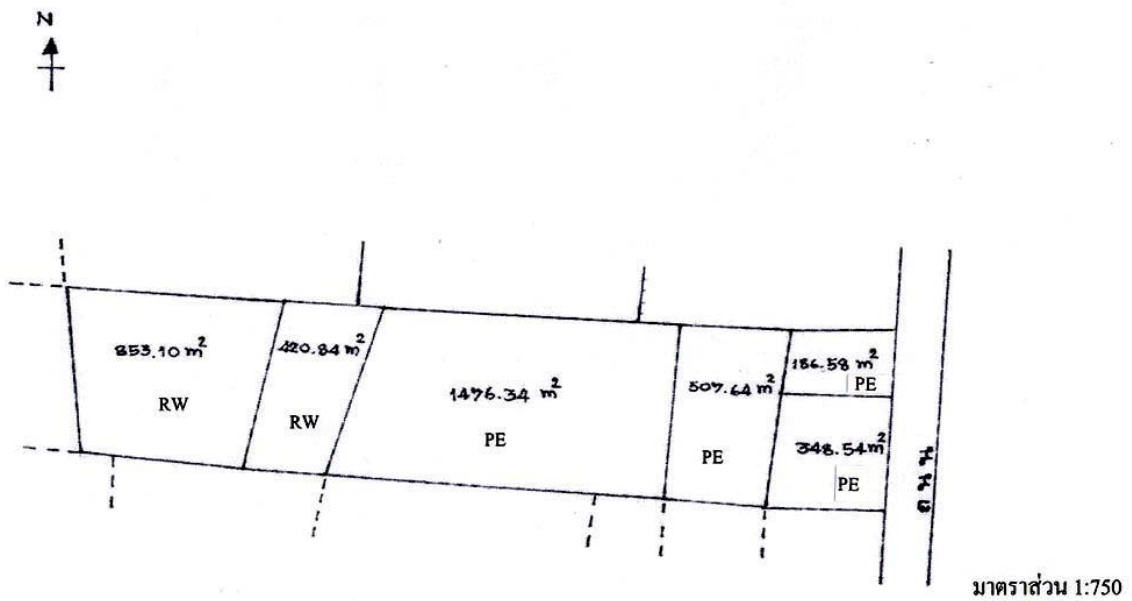 N
853.10 m²
RW
420.84 m²
RW
1476.34 m²
PE
507.64 m²
PE
186.58 m²
PE
348.54 m²
PE
ถนน
มาตราส่วน 1:750